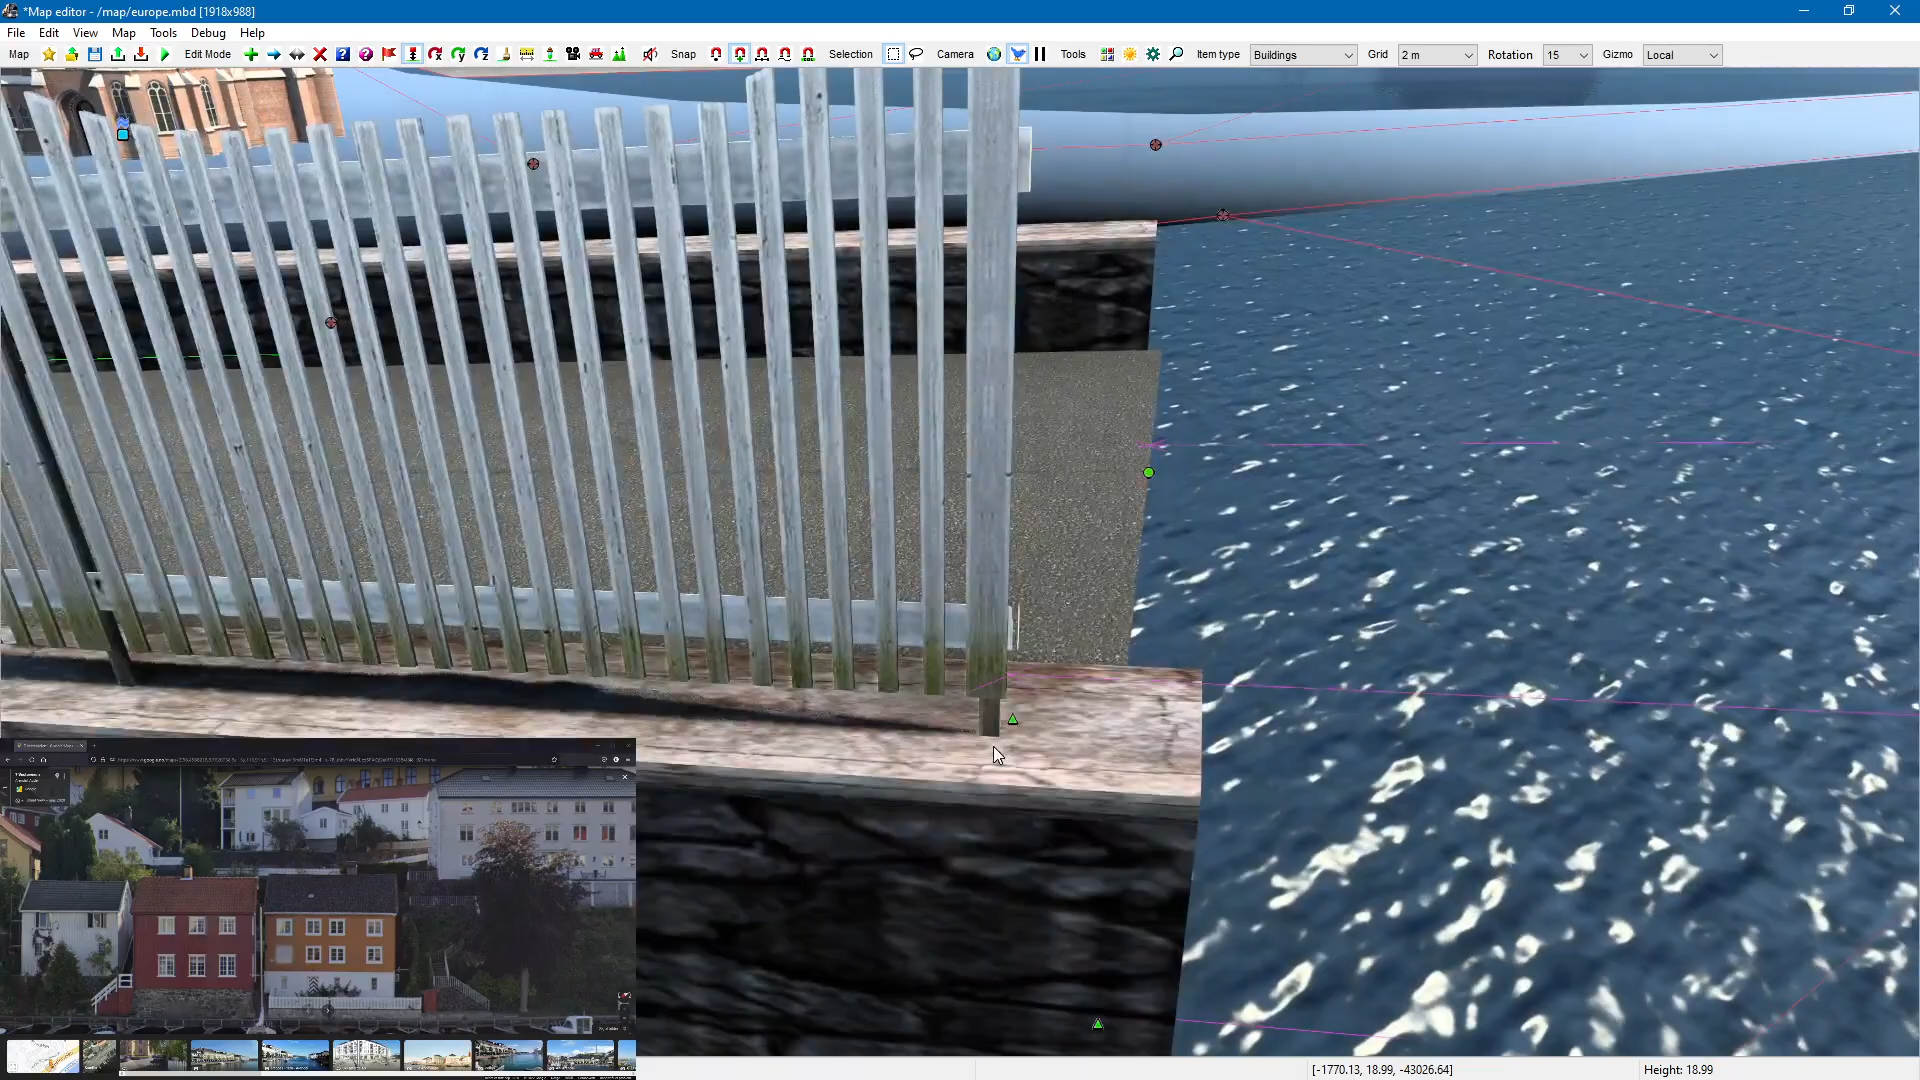 *Map editor - /map/europe.mbd [1918x988]
File Edit View Map Tools Debug Help
Map Edit Mode Snap Selection Camera Tools Item type Buildings Grid 2 m Rotation 15 Gizmo Local
[-1770.13, 18.99, -43026.64] Height: 18.99